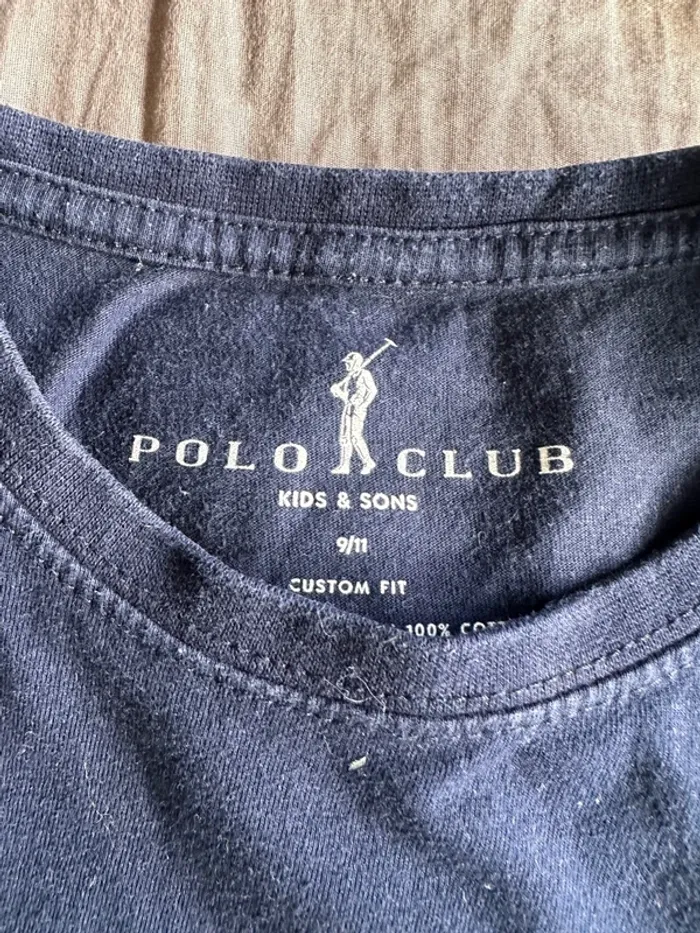 POLO CLUB
KIDS & SONS
9/11
CUSTOM FIT
100%